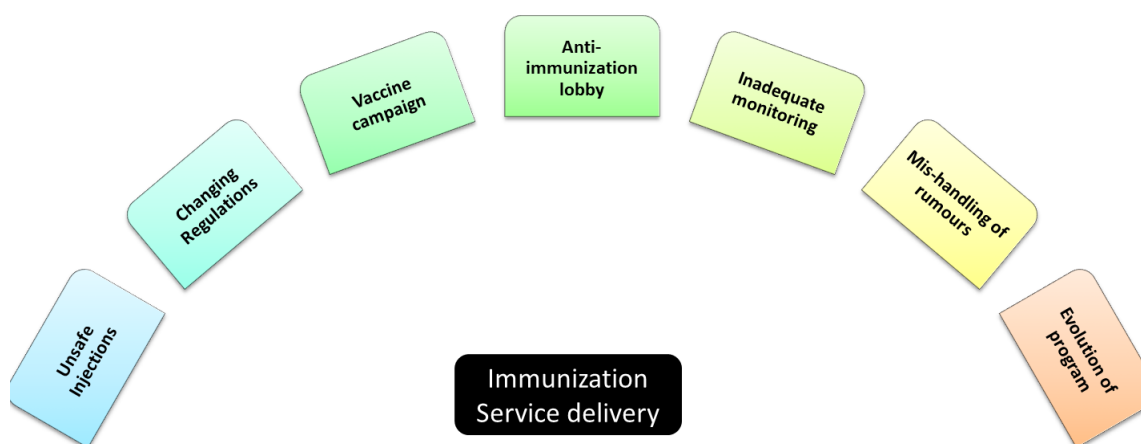 Unsafe
Injections
Changing
Regulations
Vaccine
campaign
Anti-
immunization
lobby
Inadequate
monitoring
Mis-handling of
rumours
Evolution of
program
Immunization
Service delivery